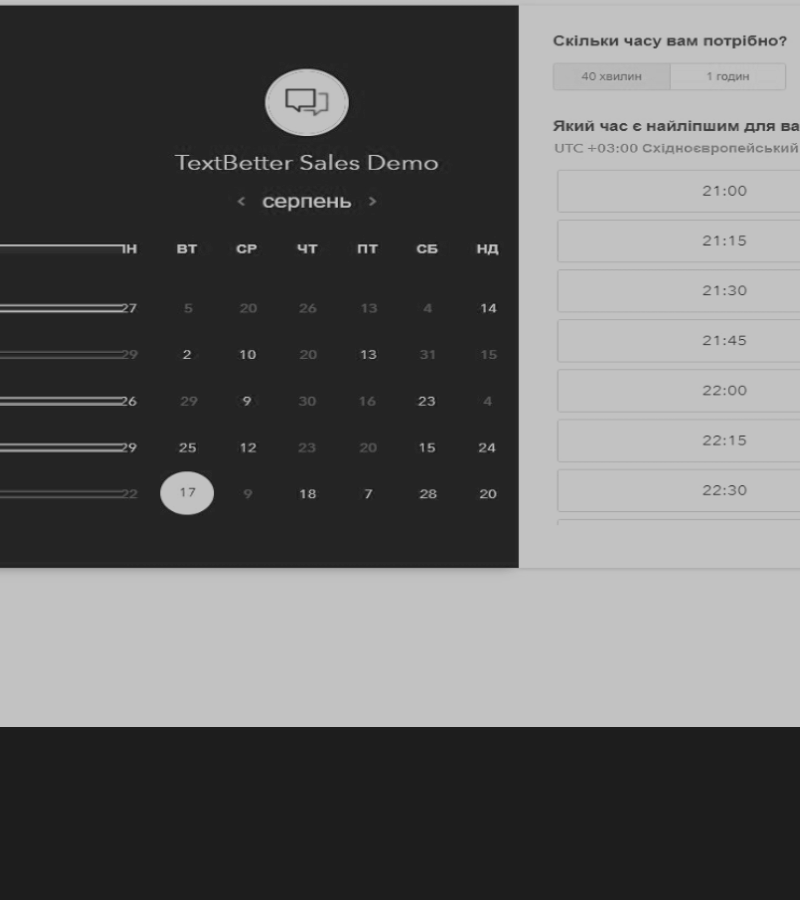 TextBetter Sales Demo
‹ серпень ›
ПН ВТ СР ЧТ ПТ СБ НД
27 5 20 26 13 4 14
29 2 10 20 13 31 15
26 29 9 30 16 23 4
29 25 12 23 20 15 24
22 17 9 18 7 28 20
Скільки часу вам потрібно?
40 хвилин 1 годин
Який час є найліпшим для ва
UTC +03:00 Східноєвропейський
21:00
21:15
21:30
21:45
22:00
22:15
22:30